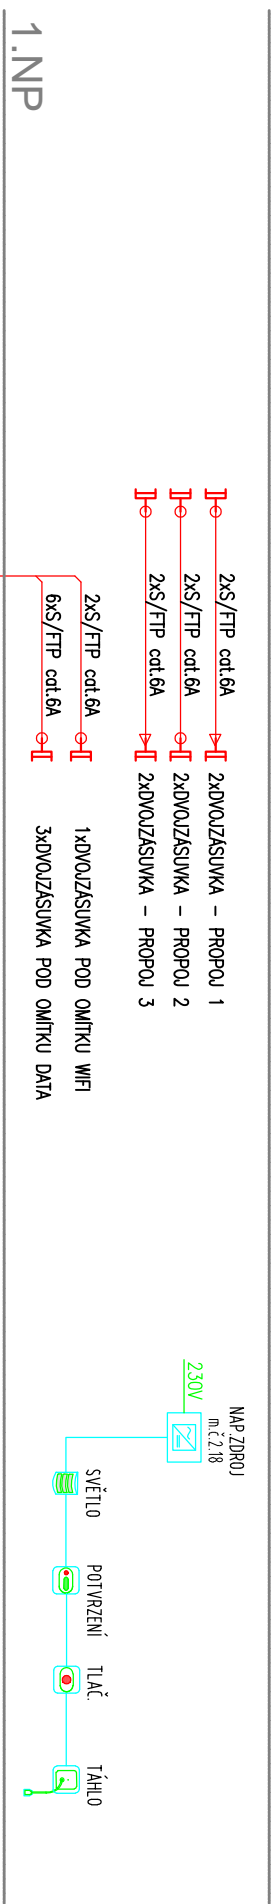 1.NP
2xS/FTP cat.6A
2xDVOJZÁSUVKA - PROPOJ 1
2xS/FTP cat.6A
2xDVOJZÁSUVKA - PROPOJ 2
2xS/FTP cat.6A
2xDVOJZÁSUVKA - PROPOJ 3
2xS/FTP cat.6A
1xDVOJZÁSUVKA POD OMÍTKU WIFI
6xS/FTP cat.6A
3xDVOJZÁSUVKA POD OMÍTKU DATA
NAP.ZDROJ
m.č.2.18
230V
SVĚTLO
POTVRZENÍ
TLAČ.
TÁHLO